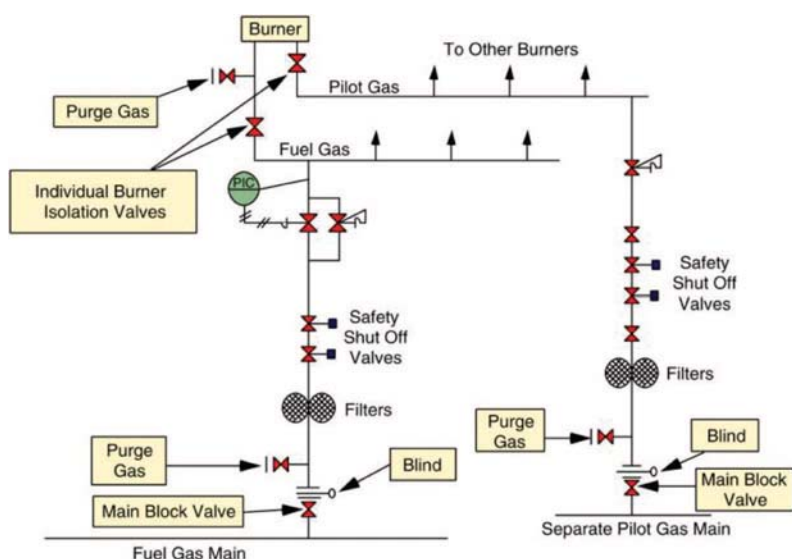 Burner
To Other Burners
Purge Gas
Pilot Gas
Fuel Gas
Individual Burner
Isolation Valves
PIC
Safety
Shut Off
Valves
Safety
Shut Off
Valves
Filters
Filters
Purge
Gas
Blind
Main Block Valve
Fuel Gas Main
Purge Gas
Blind
Main Block
Valve
Separate Pilot Gas Main